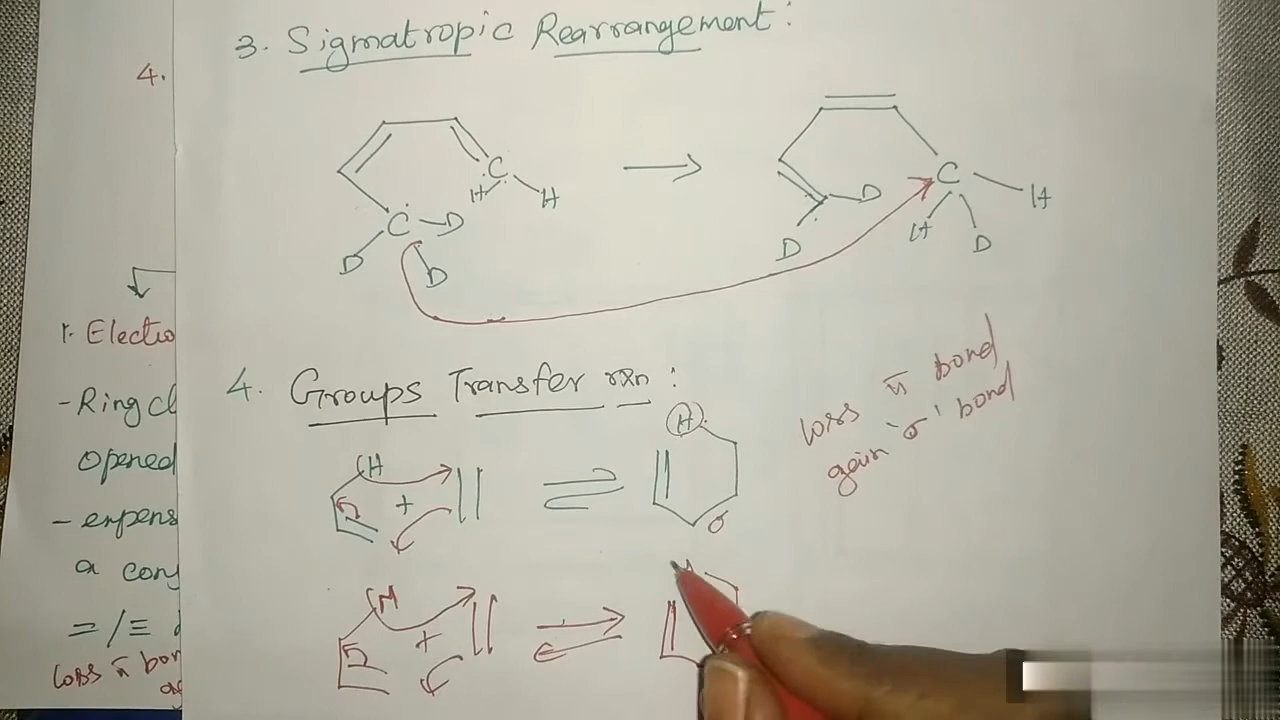 3. Sigmatropic Rearrangement:
4.
C
H
H
C
D
D
D
D
D
C
H
H
D
1. Electro
- Ring cl
opened
- expens
a conj
= / ≡
loss π bon
4. Groups Transfer rxn :
loss π bond
gain 'σ' bond
H
+
H
σ
M
+